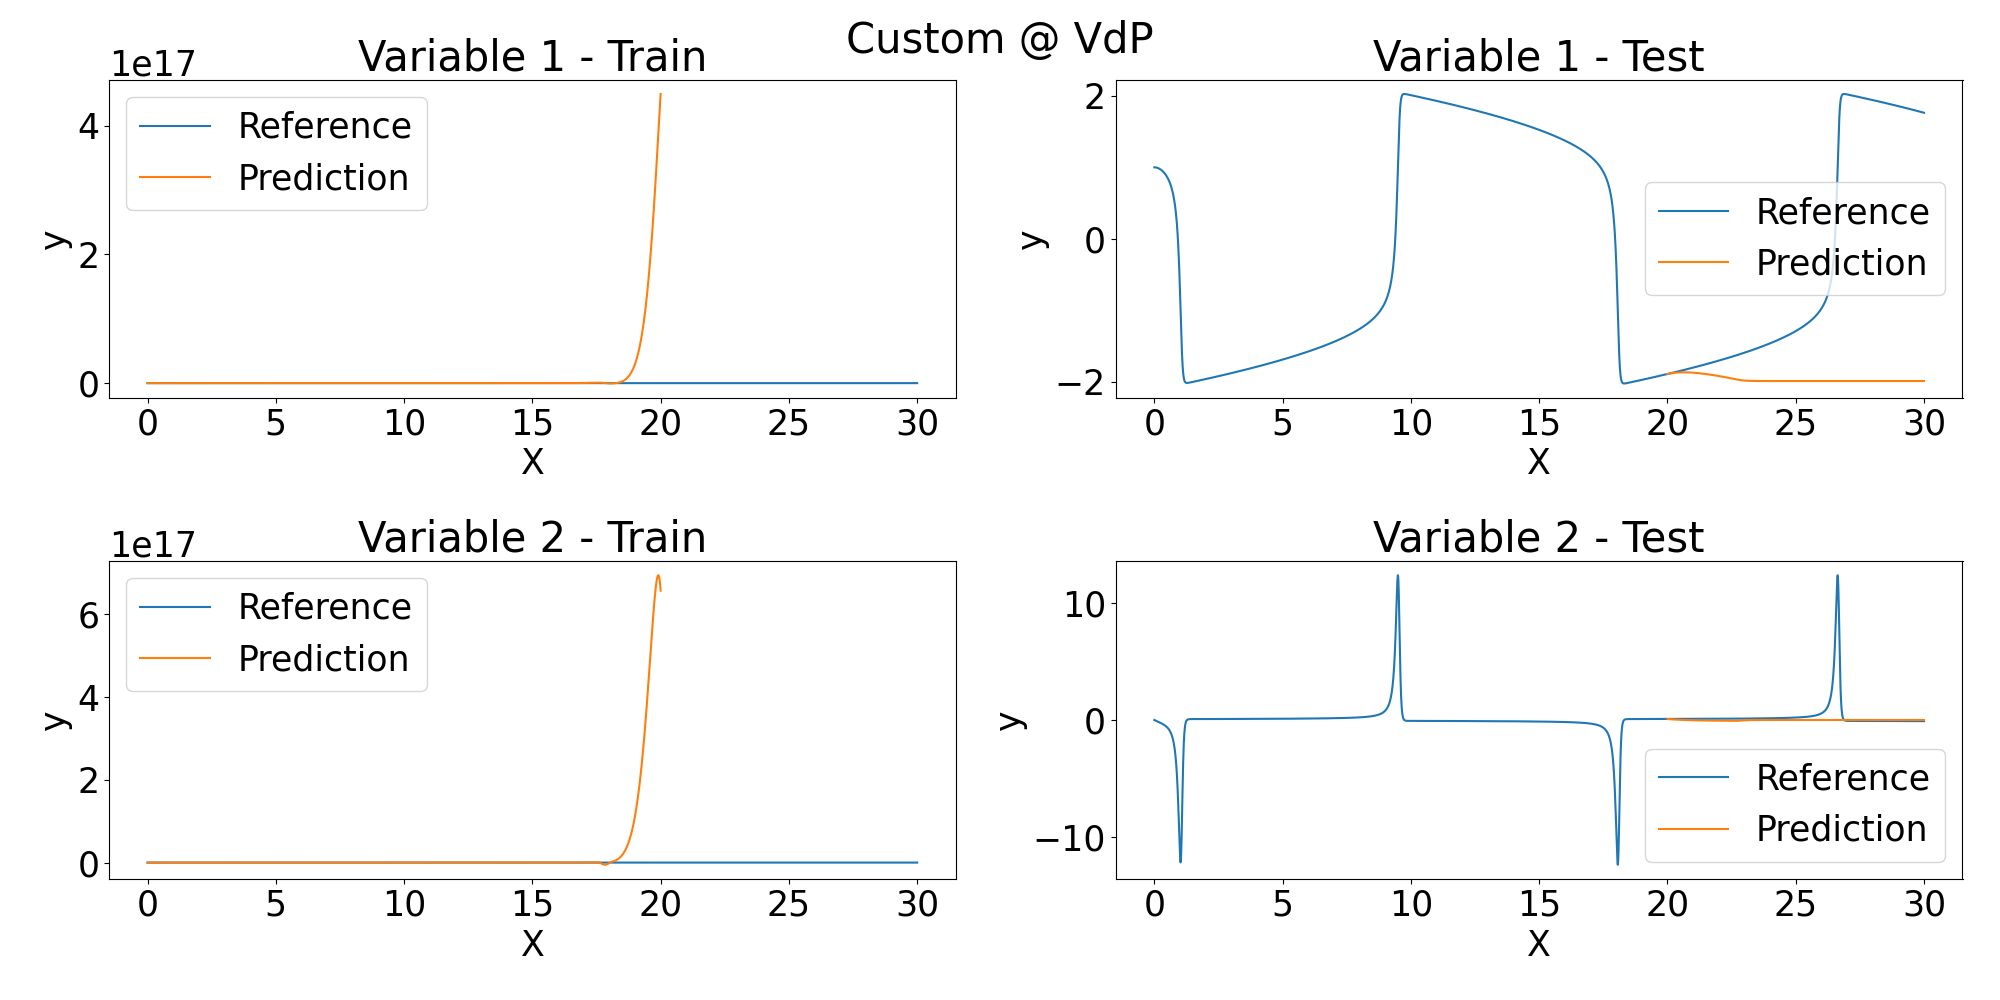 Custom @ VdP
Variable 1 - Train
1e17
4
2
0
y
Reference
Prediction
0 5 10 15 20 25 30
X
Variable 1 - Test
2
0
−2
y
Reference
Prediction
0 5 10 15 20 25 30
X
Variable 2 - Train
1e17
6
4
2
0
y
Reference
Prediction
0 5 10 15 20 25 30
X
Variable 2 - Test
10
0
−10
y
Reference
Prediction
0 5 10 15 20 25 30
X